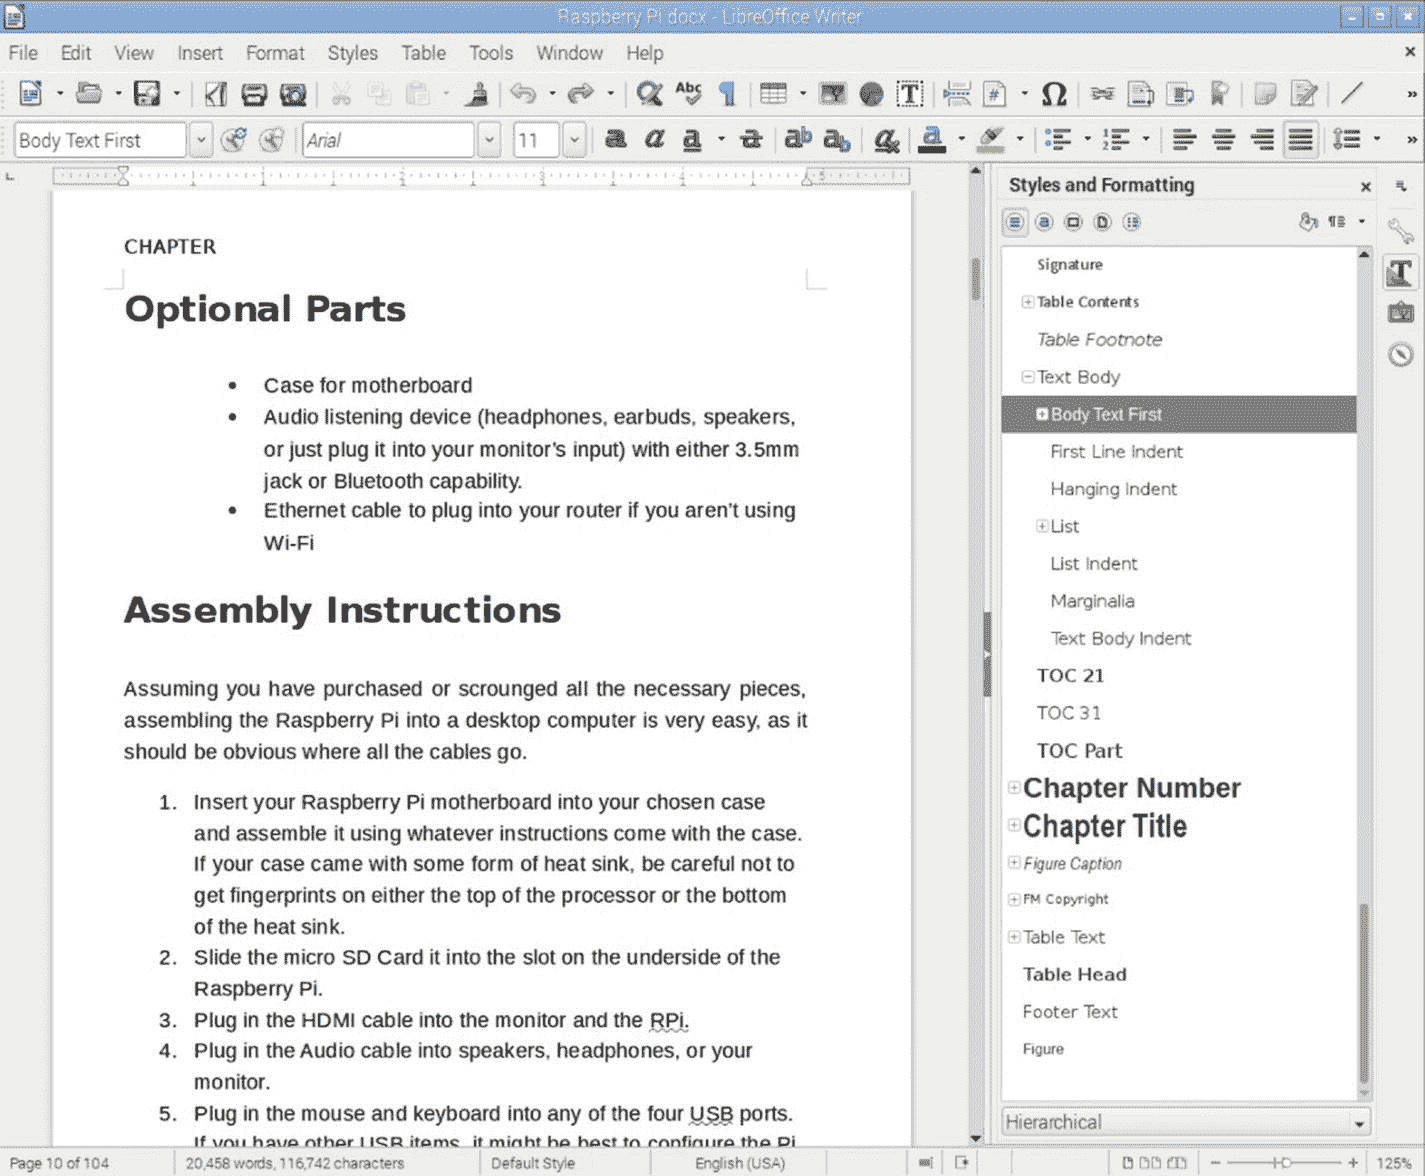 Raspberry Pi.docx - LibreOffice Writer
File Edit View Insert Format Styles Table Tools Window Help
Body Text First Arial 11
Styles and Formatting
CHAPTER
Optional Parts
• Case for motherboard
• Audio listening device (headphones, earbuds, speakers,
or just plug it into your monitor’s input) with either 3.5mm
jack or Bluetooth capability.
• Ethernet cable to plug into your router if you aren’t using
Wi-Fi
Assembly Instructions
Assuming you have purchased or scrounged all the necessary pieces,
assembling the Raspberry Pi into a desktop computer is very easy, as it
should be obvious where all the cables go.
1. Insert your Raspberry Pi motherboard into your chosen case
and assemble it using whatever instructions come with the case.
If your case came with some form of heat sink, be careful not to
get fingerprints on either the top of the processor or the bottom
of the heat sink.
2. Slide the micro SD Card it into the slot on the underside of the
Raspberry Pi.
3. Plug in the HDMI cable into the monitor and the RPi.
4. Plug in the Audio cable into speakers, headphones, or your
monitor.
5. Plug in the mouse and keyboard into any of the four USB ports.
If you have other USB items, it might be best to configure the Pi
Signature
Table Contents
Table Footnote
Text Body
Body Text First
First Line Indent
Hanging Indent
List
List Indent
Marginalia
Text Body Indent
TOC 21
TOC 31
TOC Part
Chapter Number
Chapter Title
Figure Caption
FM Copyright
Table Text
Table Head
Footer Text
Figure
Hierarchical
Page 10 of 104 20,458 words, 116,742 characters Default Style English (USA) 125%